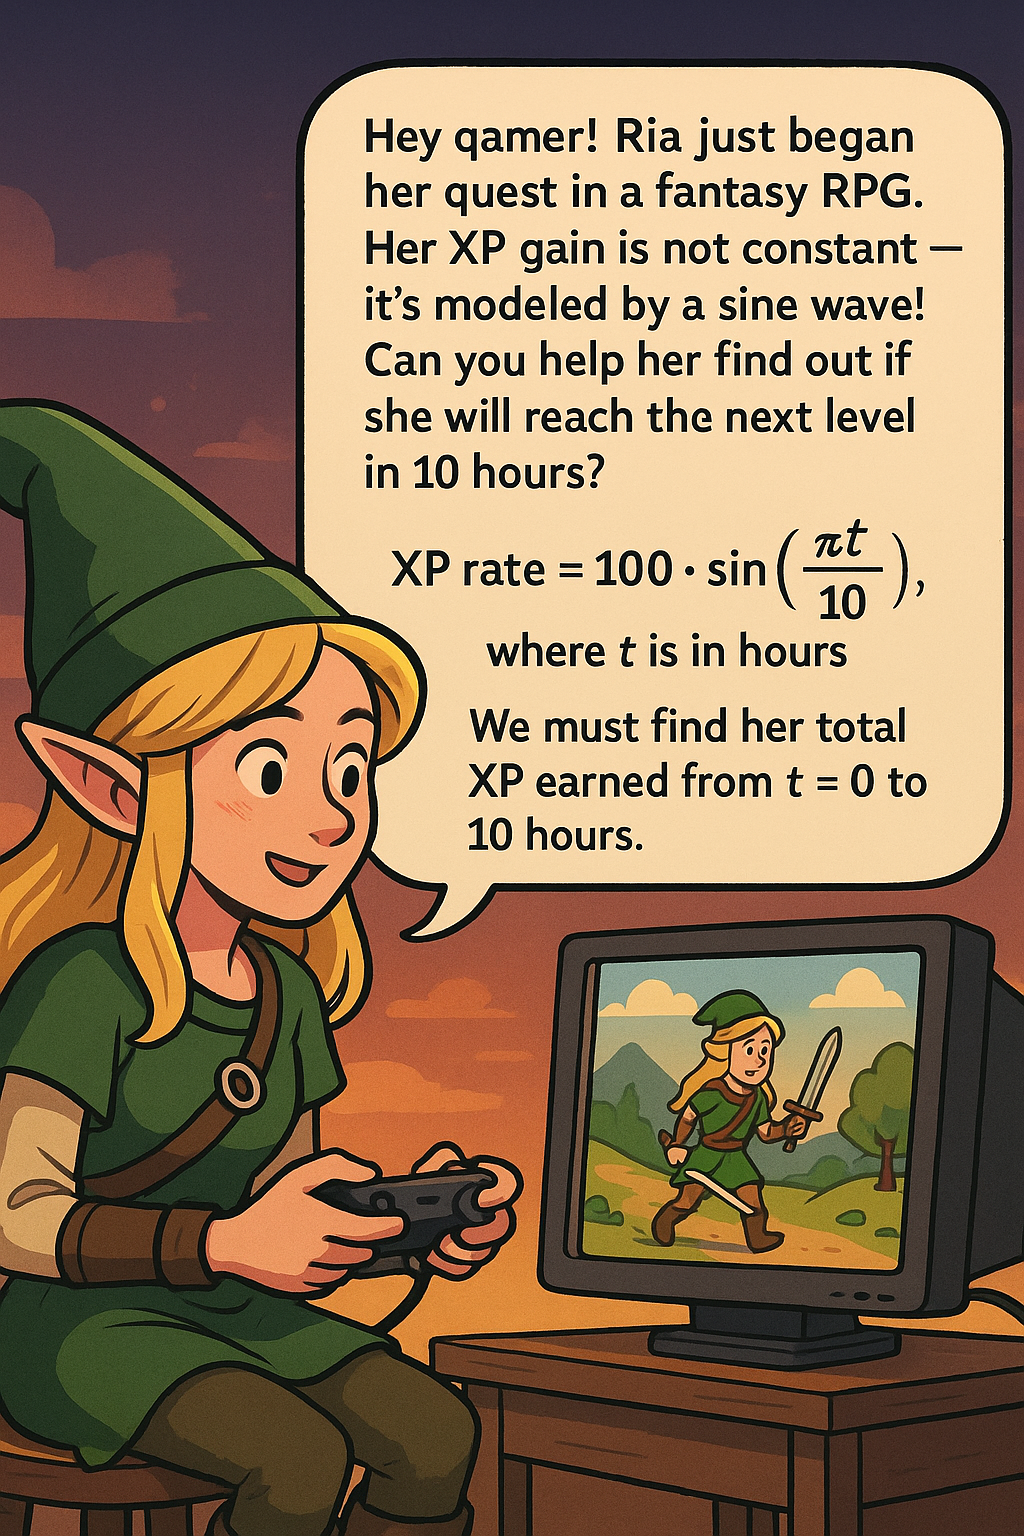 Hey qamer! Ria just began
her quest in a fantasy RPG.
Her XP gain is not constant —
it's modeled by a sine wave!
Can you help her find out if
she will reach the next level
in 10 hours?
XP rate = 100 · sin(πt/10),
where t is in hours
We must find her total
XP earned from t = 0 to
10 hours.